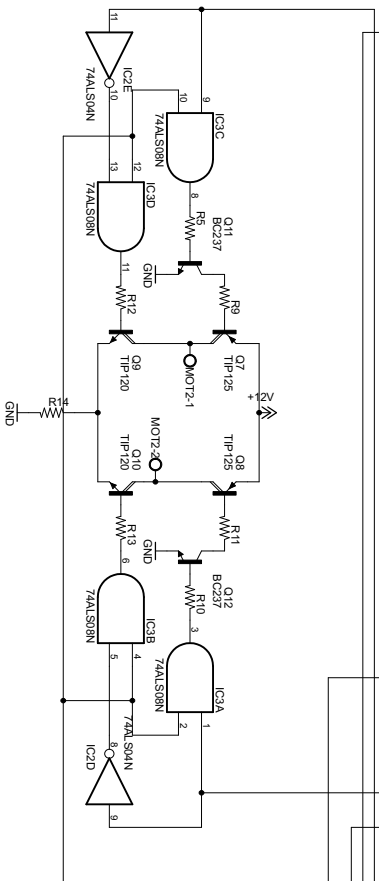 11
IC2E
74ALS04N
10
10
9
IC3C
74ALS08N
13
12
IC3D
74ALS08N
8
R5
Q11
BC237
GND
11
R12
R9
Q9
TIP120
Q7
TIP125
MOT2-1
+12V
R14
GND
MOT2-2
Q10
TIP120
Q8
TIP125
R13
R11
GND
Q12
BC237
R10
6
3
IC3B
74ALS08N
IC3A
74ALS08N
5
4
2
1
74ALS04N
8
IC2D
9